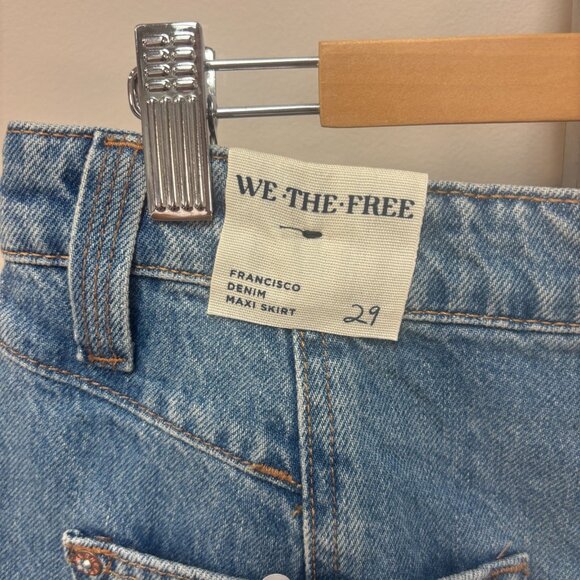 WE·THE·FREE
FRANCISCO
DENIM
MAXI SKIRT
29